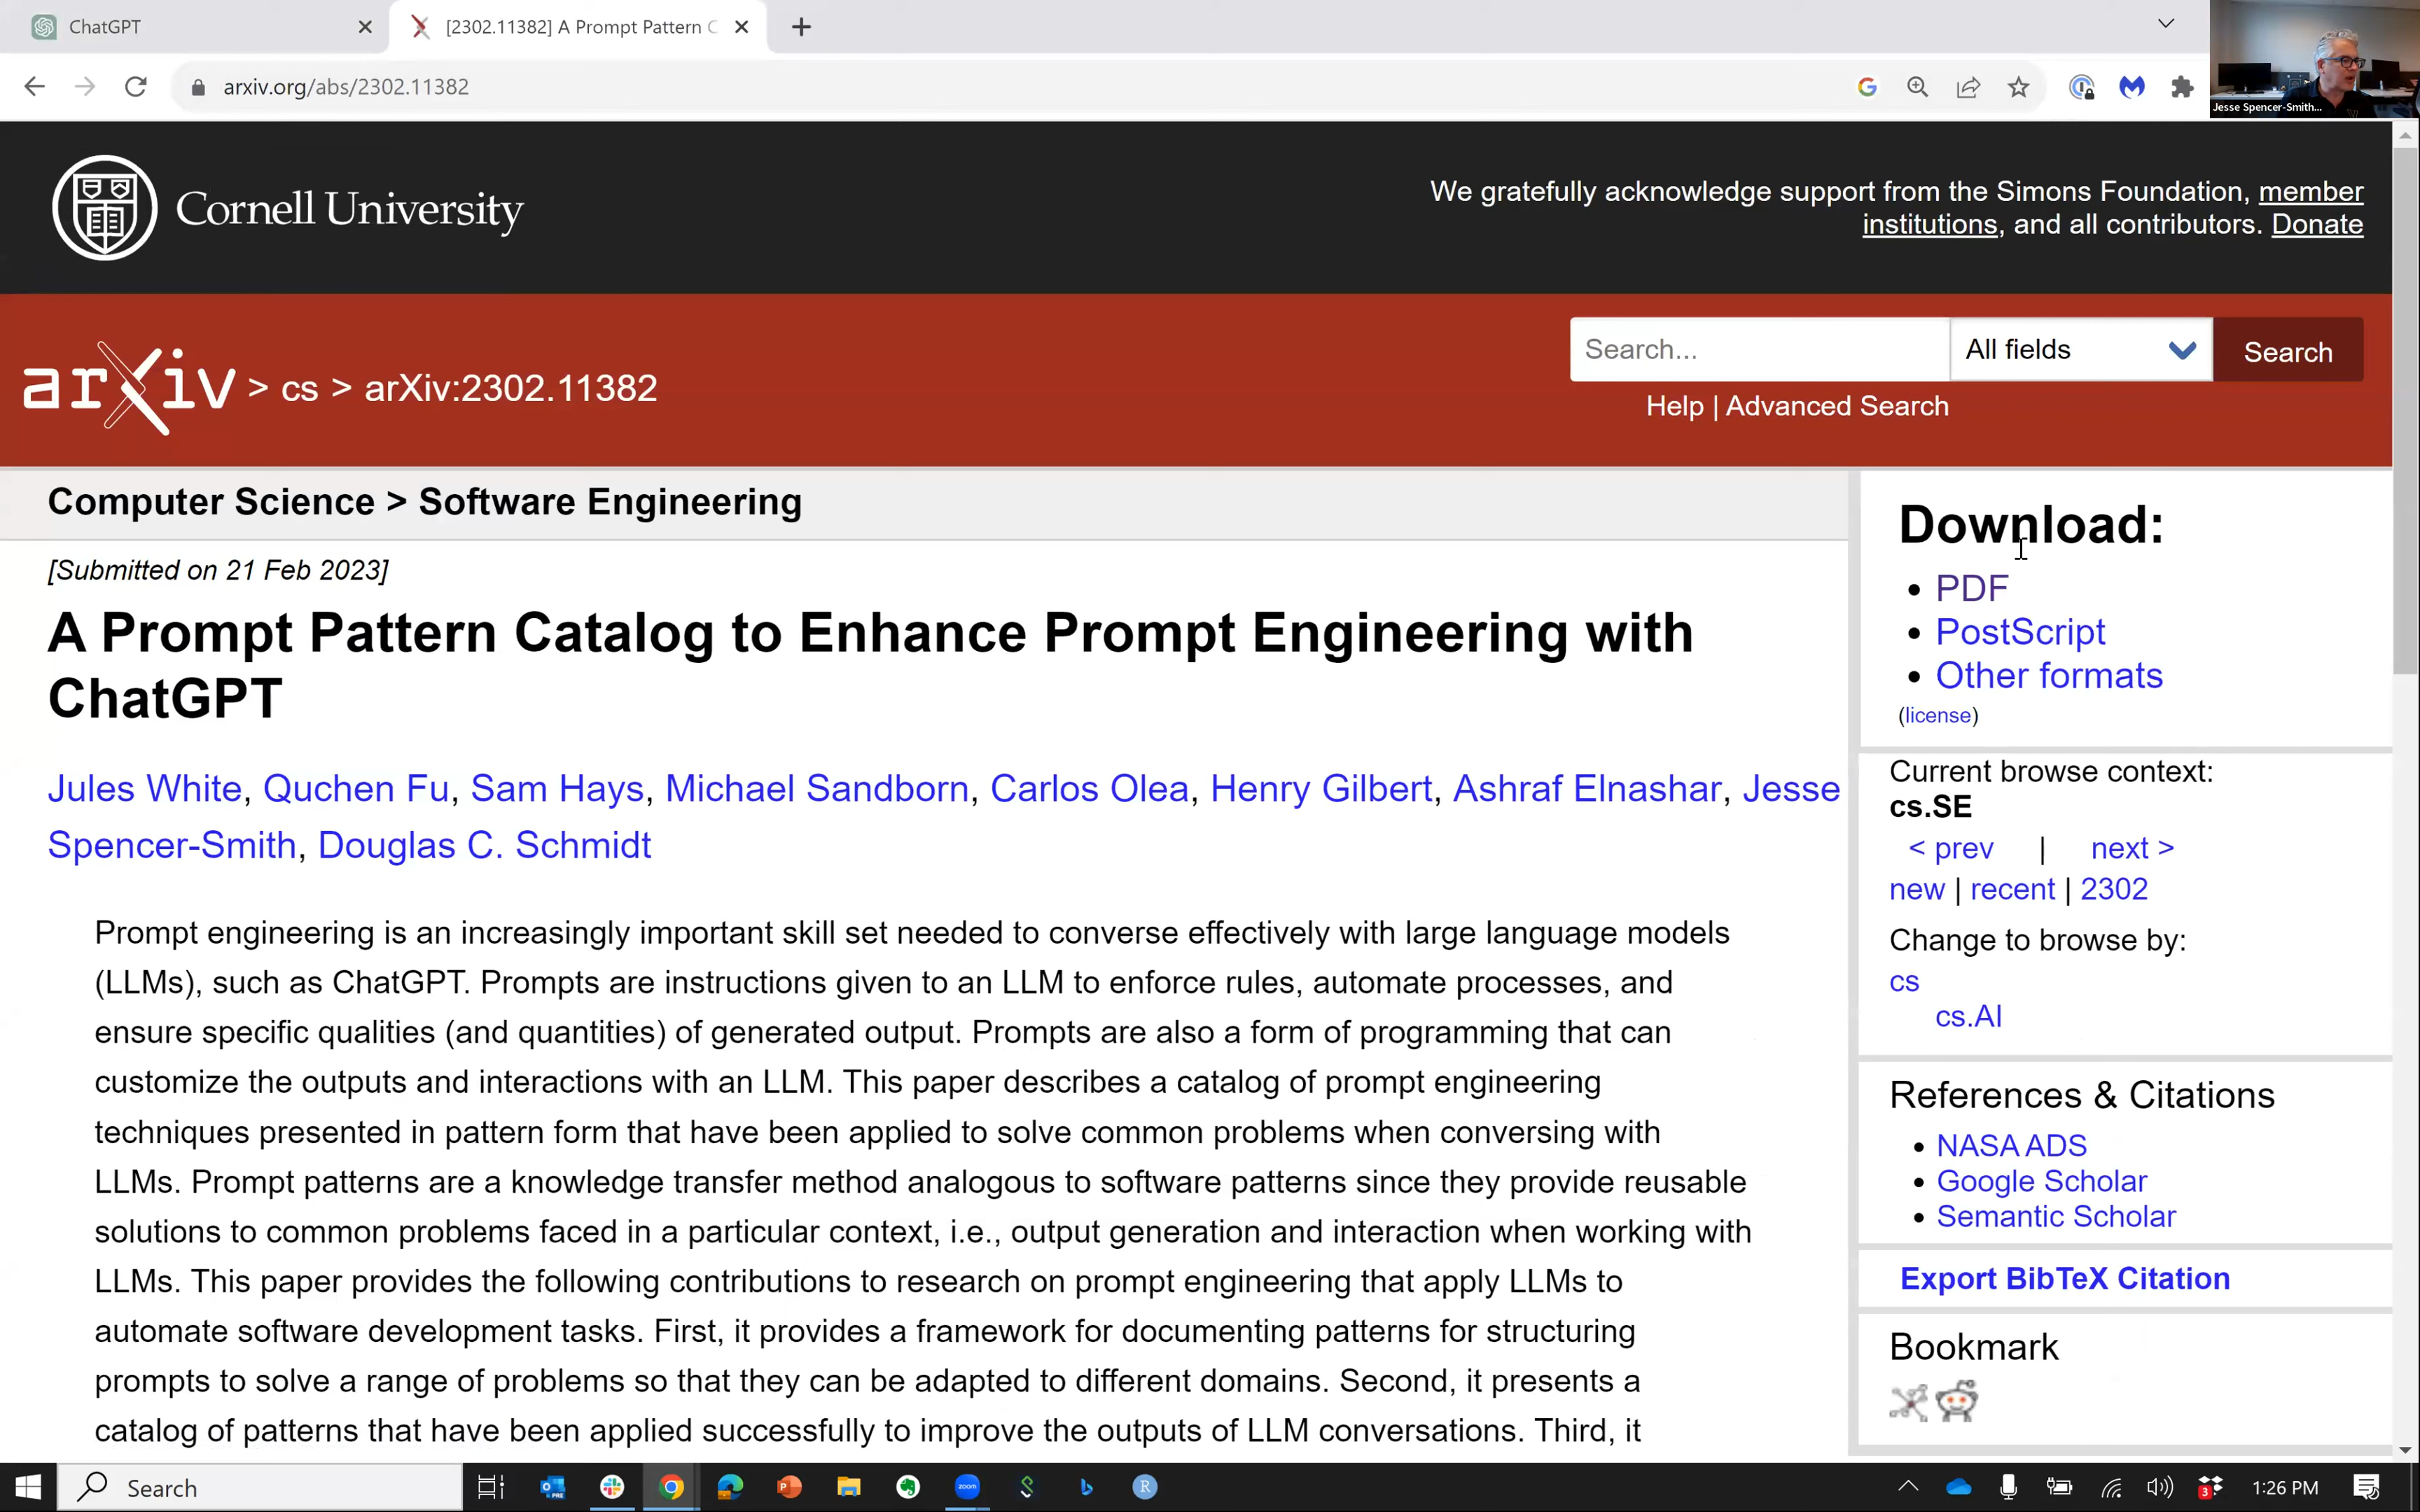 ChatGPT
[2302.11382] A Prompt Pattern C
arxiv.org/abs/2302.11382
Jesse Spencer-Smith...
Cornell University
We gratefully acknowledge support from the Simons Foundation, member
institutions, and all contributors. Donate
arXiv > cs > arXiv:2302.11382
Search...
All fields
Search
Help | Advanced Search
Computer Science > Software Engineering
[Submitted on 21 Feb 2023]
A Prompt Pattern Catalog to Enhance Prompt Engineering with
ChatGPT
Jules White, Quchen Fu, Sam Hays, Michael Sandborn, Carlos Olea, Henry Gilbert, Ashraf Elnashar, Jesse
Spencer-Smith, Douglas C. Schmidt
Prompt engineering is an increasingly important skill set needed to converse effectively with large language models
(LLMs), such as ChatGPT. Prompts are instructions given to an LLM to enforce rules, automate processes, and
ensure specific qualities (and quantities) of generated output. Prompts are also a form of programming that can
customize the outputs and interactions with an LLM. This paper describes a catalog of prompt engineering
techniques presented in pattern form that have been applied to solve common problems when conversing with
LLMs. Prompt patterns are a knowledge transfer method analogous to software patterns since they provide reusable
solutions to common problems faced in a particular context, i.e., output generation and interaction when working with
LLMs. This paper provides the following contributions to research on prompt engineering that apply LLMs to
automate software development tasks. First, it provides a framework for documenting patterns for structuring
prompts to solve a range of problems so that they can be adapted to different domains. Second, it presents a
catalog of patterns that have been applied successfully to improve the outputs of LLM conversations. Third, it
Download:
PDF
PostScript
Other formats
(license)
Current browse context:
cs.SE
< prev | next >
new | recent | 2302
Change to browse by:
cs
cs.AI
References & Citations
NASA ADS
Google Scholar
Semantic Scholar
Export BibTeX Citation
Bookmark
Search
PRE
zoom
3
1:26 PM